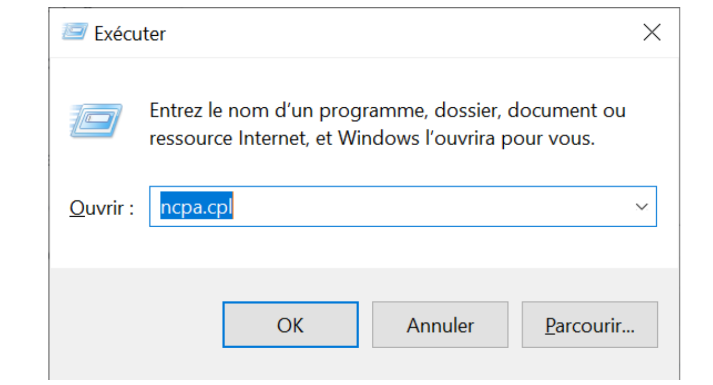 Exécuter
Entrez le nom d'un programme, dossier, document ou
ressource Internet, et Windows l'ouvrira pour vous.
Ouvrir :
ncpa.cpl
OK
Annuler
Parcourir...